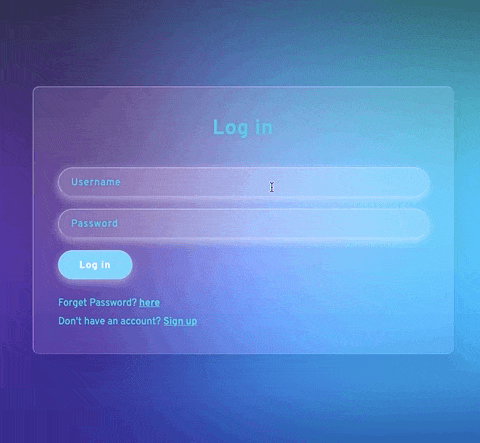 Log in
Username
Password
Log in
Forget Password? here
Don't have an account? Sign up